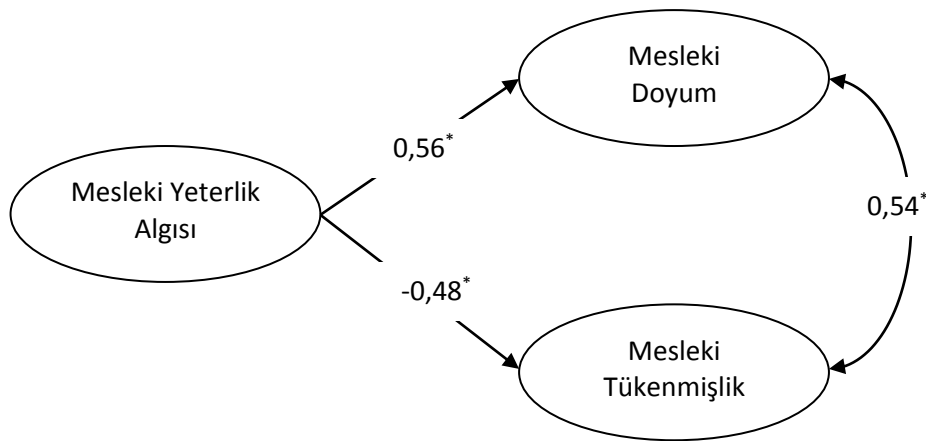 Mesleki
Doyum
0,56*
Mesleki Yeterlik
Algısı
0,54*
-0,48*
Mesleki
Tükenmişlik